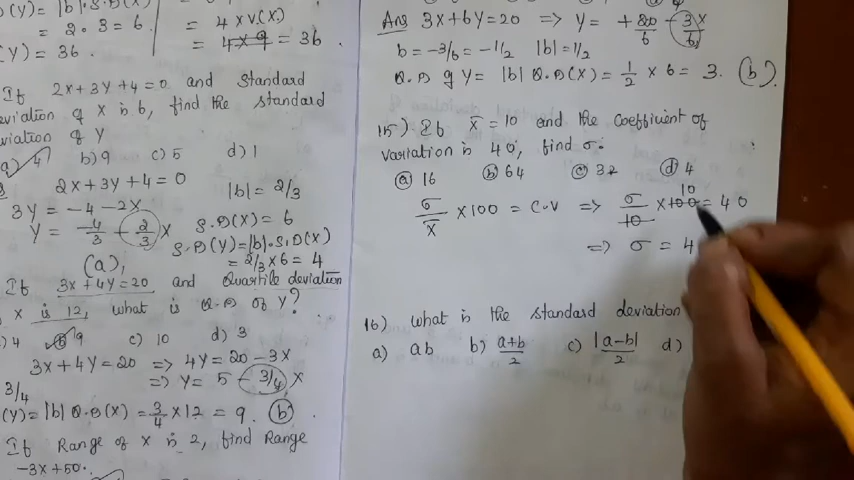 (Y) = |b| S.D(X)
= 2 . 3 = 6
(Y) = 36
= 4 x V.(X)
= 4 x 9 = 36 .
If 2x+3y+4=0 and standard
deviation of X is 6, find the standard
deviation of Y
a) 4 b) 9 c) 5 d) 1
2x+3y+4=0
3Y = -4 -2X
|b| = 2/3
Y = -4/3 - 2/3 X
S.D(X) = 6
S.D(Y)=|b|.S.D(X)
= 2/3 x 6 = 4
(a),
If 3x+4y=20 and Quartile deviation
x is 12, what is Q.D of Y?
) 4 b) 9 c) 10 d) 3
3X + 4Y = 20 => 4Y = 20 - 3X
=> Y = 5 - 3/4 X
3/4
(Y) = |b| Q.D(X) = 3/4 x 12 = 9. (b)
If Range of X is 2, find Range
-3x+50.
Ans 3X + 6Y = 20 => Y = +20/6 - 3X/6
b = -3/6 = -1/2 |b| = 1/2
Q.D of Y = |b| Q.D(X) = 1/2 x 6 = 3. (b)
15) If x̄ = 10 and the Coefficient of
variation is 40, find σ.
(a) 16 (b) 64 (c) 32 (d) 4
σ/x̄ x 100 = C.V => σ/10 x 100 = 40
10
=> σ = 4
16) What is the standard deviation
a) ab b) a+b/2 c) |a-b|/2 d)